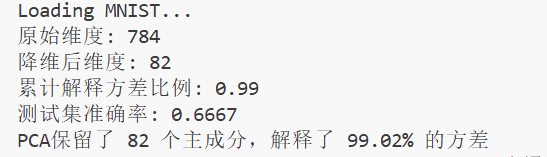 Loading MNIST...
原始维度: 784
降维后维度: 82
累计解释方差比例: 0.99
测试集准确率: 0.6667
PCA保留了 82 个主成分，解释了 99.02% 的方差